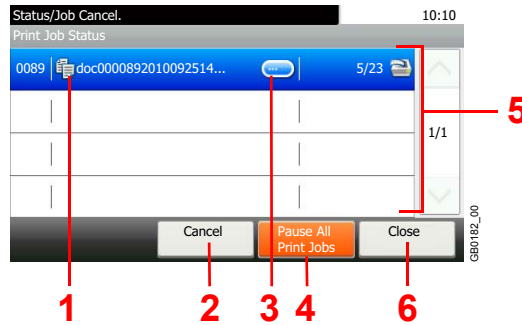 Status/Job Cancel.
10:10
Print Job Status
0089 doc0000892010092514... ... 5/23
5
1/1
Cancel
Pause All
Print Jobs
Close
GB0182_00
1
2
3
4
6